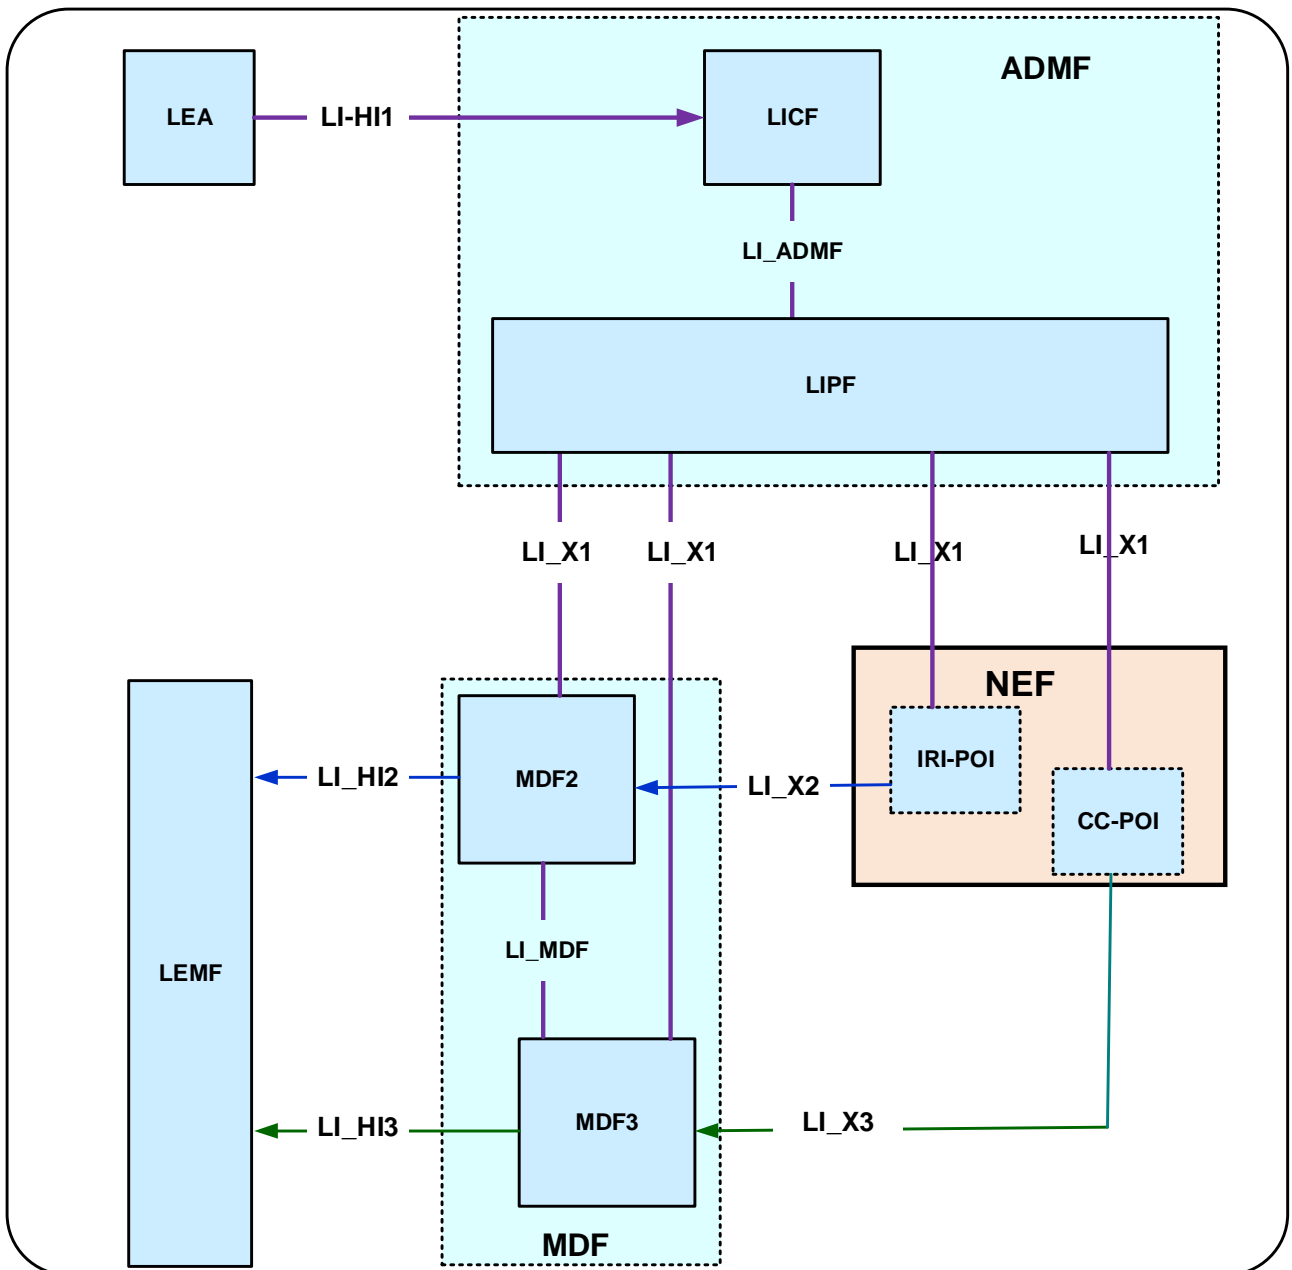 ADMF
LEA
LI-HI1
LICF
LI_ADMF
LIPF
LI_X1
LI_X1
LI_X1
LI_X1
NEF
IRI-POI
LI_HI2
MDF2
LI_X2
CC-POI
LI_MDF
LEMF
LI_HI3
MDF3
LI_X3
MDF